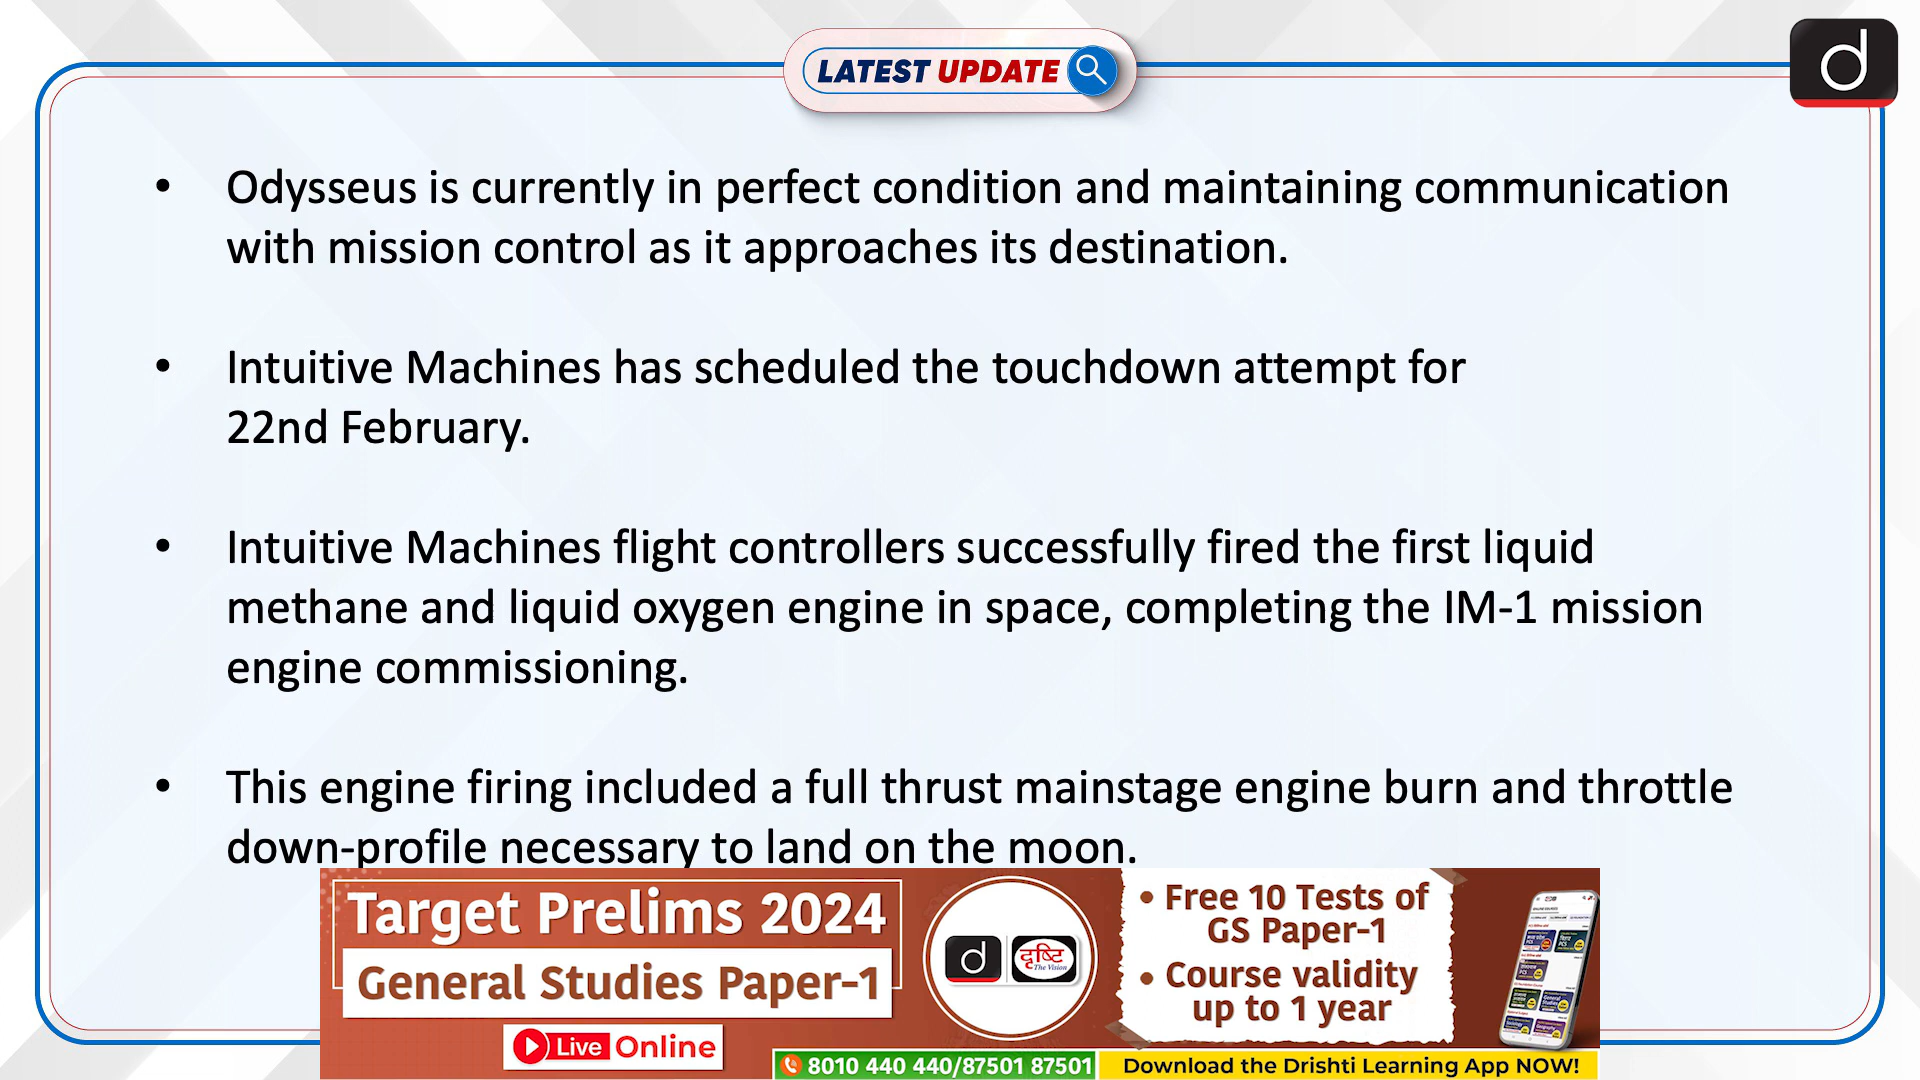 LATEST UPDATE
d
• Odysseus is currently in perfect condition and maintaining communication
with mission control as it approaches its destination.
• Intuitive Machines has scheduled the touchdown attempt for
22nd February.
• Intuitive Machines flight controllers successfully fired the first liquid
methane and liquid oxygen engine in space, completing the IM-1 mission
engine commissioning.
• This engine firing included a full thrust mainstage engine burn and throttle
down-profile necessary to land on the moon.
Target Prelims 2024
General Studies Paper-1
Live Online
d
दृष्टि
The Vision
• Free 10 Tests of
GS Paper-1
• Course validity
up to 1 year
8010 440 440/87501 87501
Download the Drishti Learning App NOW!